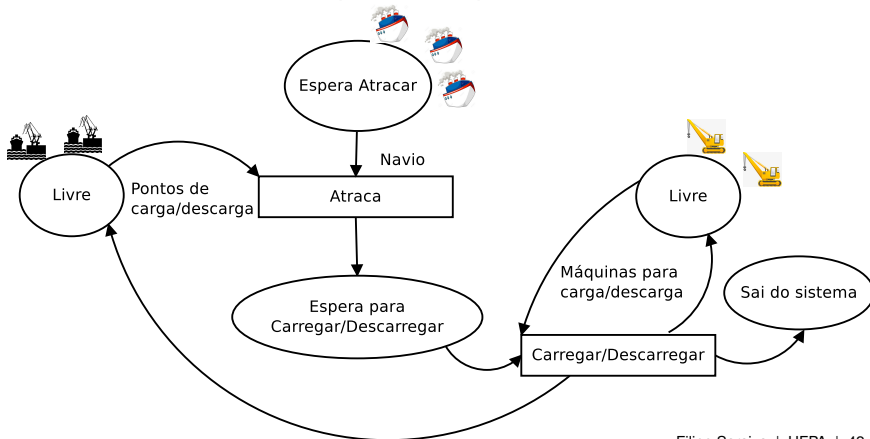 Espera Atracar
Navio
Livre
Pontos de
carga/descarga
Atraca
Livre
Máquinas para
carga/descarga
Sai do sistema
Espera para
Carregar/Descarregar
Carregar/Descarregar